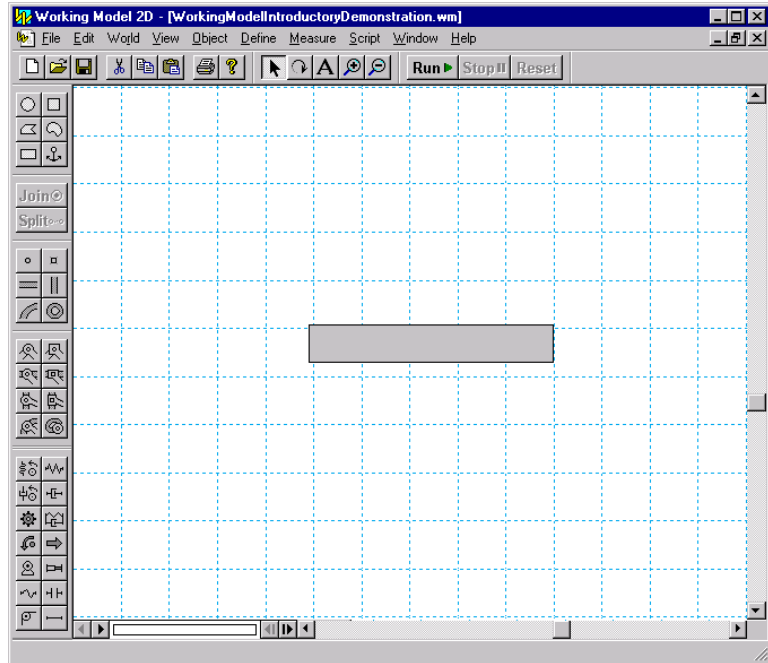 Working Model 2D - [WorkingModelIntroductoryDemonstration.wm]
File Edit World View Object Define Measure Script Window Help
A Run Stop Reset
Join
Split